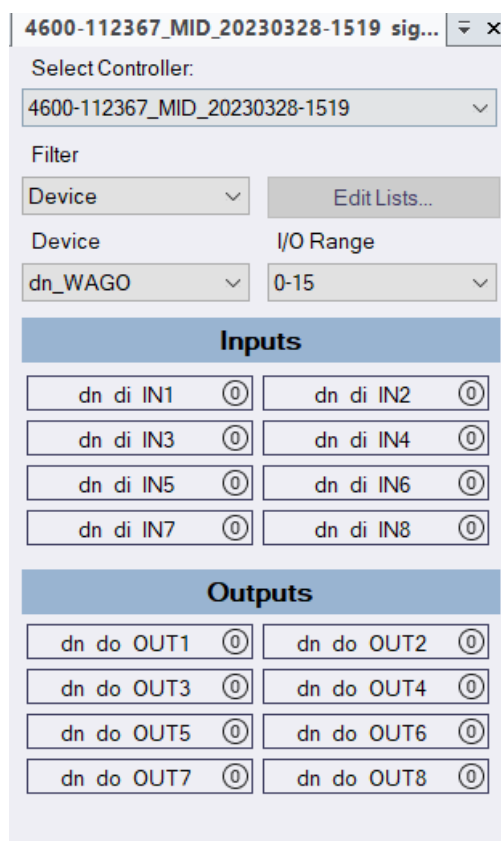 4600-112367_MID_20230328-1519 sig...
Select Controller:
4600-112367_MID_20230328-1519
Filter
Device Edit Lists...
Device I/O Range
dn_WAGO 0-15
Inputs
dn di IN1 0 dn di IN2 0
dn di IN3 0 dn di IN4 0
dn di IN5 0 dn di IN6 0
dn di IN7 0 dn di IN8 0
Outputs
dn do OUT1 0 dn do OUT2 0
dn do OUT3 0 dn do OUT4 0
dn do OUT5 0 dn do OUT6 0
dn do OUT7 0 dn do OUT8 0